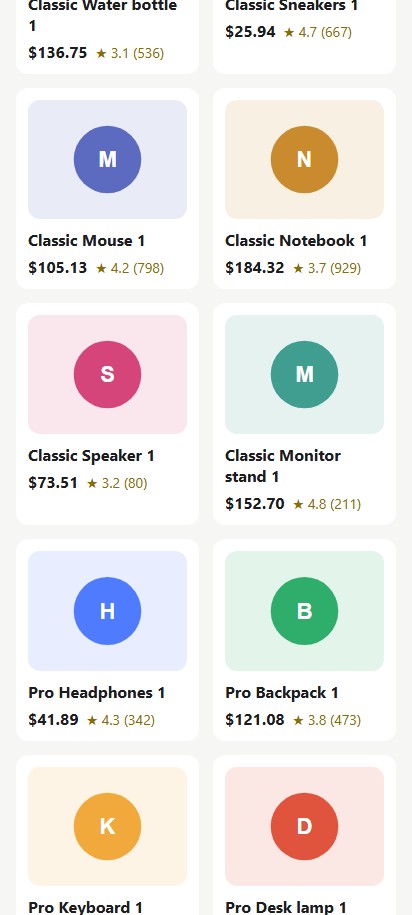 Classic Water bottle
1
$136.75 ★ 3.1 (536)
Classic Sneakers 1
$25.94 ★ 4.7 (667)
M
Classic Mouse 1
$105.13 ★ 4.2 (798)
N
Classic Notebook 1
$184.32 ★ 3.7 (929)
S
Classic Speaker 1
$73.51 ★ 3.2 (80)
M
Classic Monitor
stand 1
$152.70 ★ 4.8 (211)
H
Pro Headphones 1
$41.89 ★ 4.3 (342)
B
Pro Backpack 1
$121.08 ★ 3.8 (473)
K
Pro Keyboard 1
D
Pro Desk lamp 1